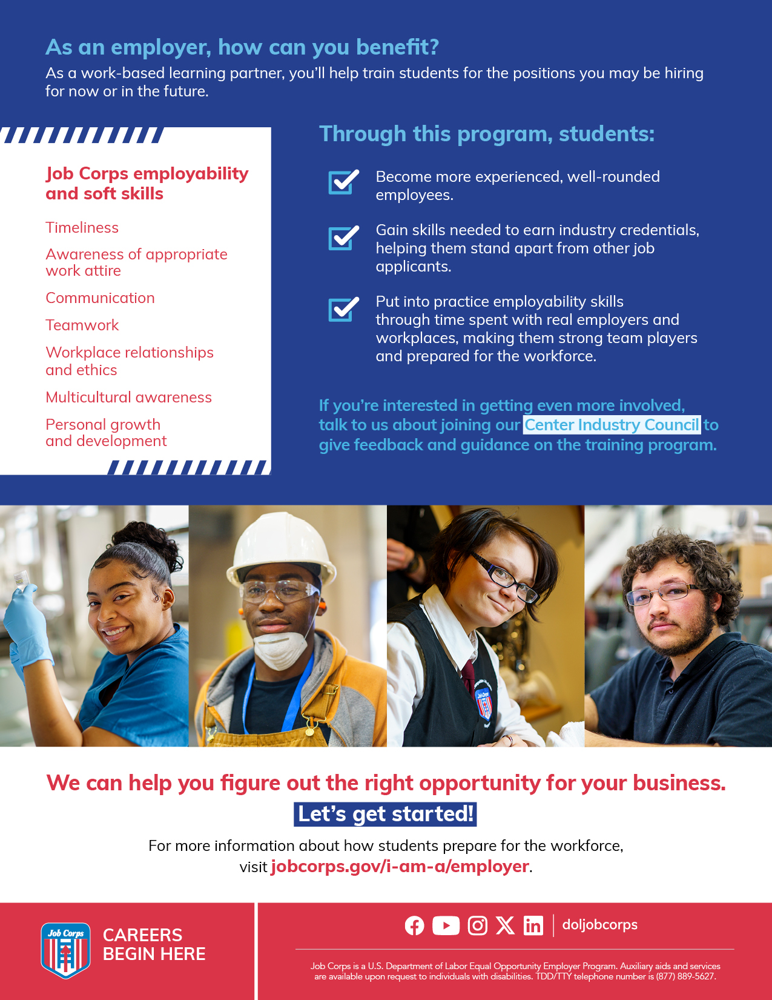 As an employer, how can you benefit?
As a work-based learning partner, you’ll help train students for the positions you may be hiring
for now or in the future.
Job Corps employability
and soft skills
Timeliness
Awareness of appropriate
work attire
Communication
Teamwork
Workplace relationships
and ethics
Multicultural awareness
Personal growth
and development
Through this program, students:
Become more experienced, well-rounded
employees.
Gain skills needed to earn industry credentials,
helping them stand apart from other job
applicants.
Put into practice employability skills
through time spent with real employers and
workplaces, making them strong team players
and prepared for the workforce.
If you’re interested in getting even more involved,
talk to us about joining our Center Industry Council to
give feedback and guidance on the training program.
Job Corps
We can help you figure out the right opportunity for your business.
Let’s get started!
For more information about how students prepare for the workforce,
visit jobcorps.gov/i-am-a/employer.
Job Corps
CAREERS
BEGIN HERE
doljobcorps
Job Corps is a U.S. Department of Labor Equal Opportunity Employer Program. Auxiliary aids and services
are available upon request to individuals with disabilities. TDD/TTY telephone number is (877) 889-5627.